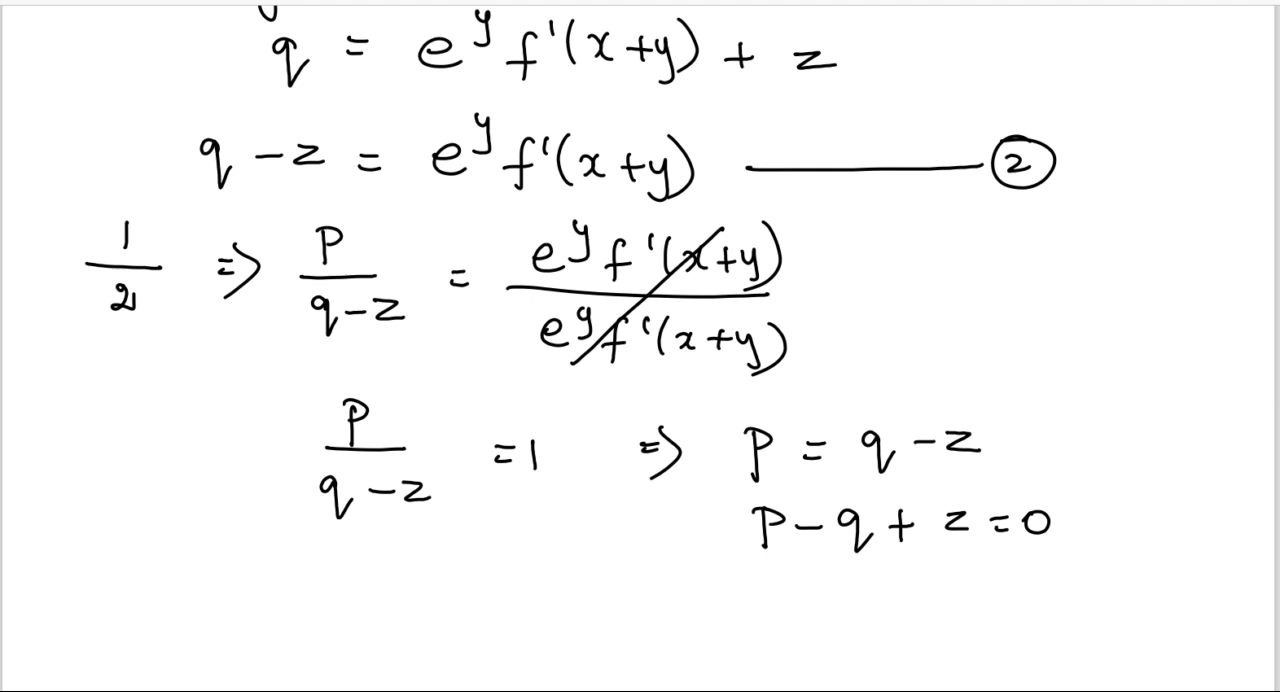 q = e^y f'(x+y) + z
q - z = e^y f'(x+y) ——— ②
1/2 ⇒ p/(q-z) = e^y f'(x+y) / e^y f'(x+y)
p/(q-z) = 1 ⇒ p = q - z
p - q + z = 0